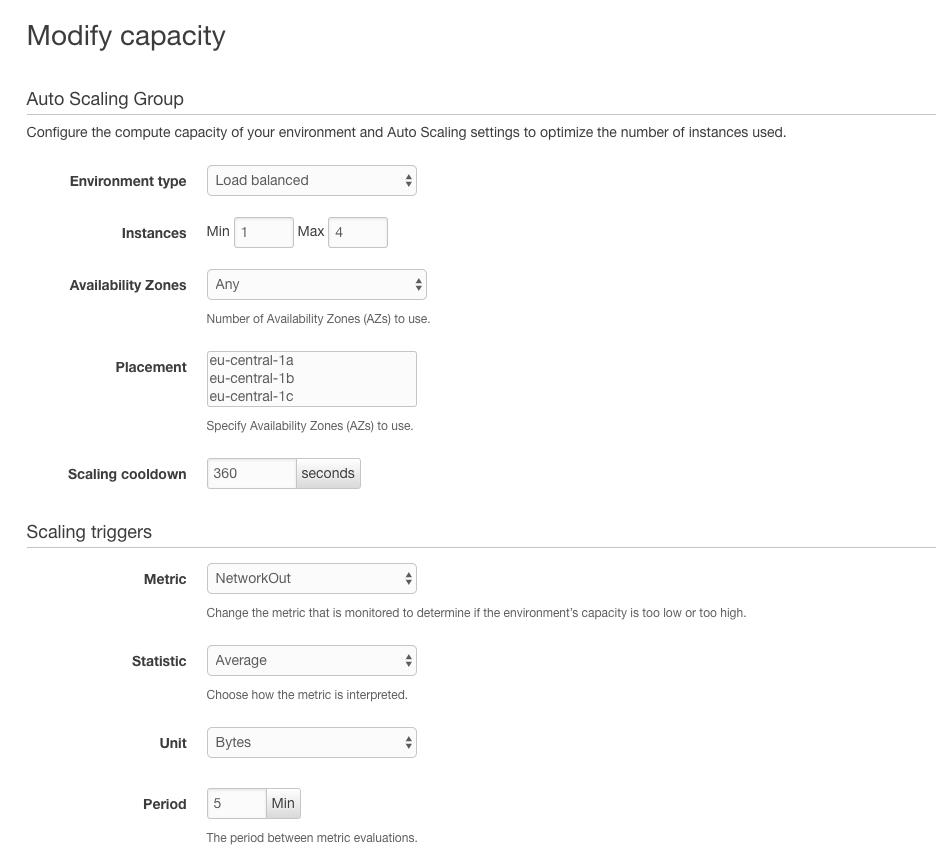 Modify capacity
Auto Scaling Group
Configure the compute capacity of your environment and Auto Scaling settings to optimize the number of instances used.
Environment type Load balanced
Instances Min 1 Max 4
Availability Zones Any
Number of Availability Zones (AZs) to use.
Placement eu-central-1a
eu-central-1b
eu-central-1c
Specify Availability Zones (AZs) to use.
Scaling cooldown 360 seconds
Scaling triggers
Metric NetworkOut
Change the metric that is monitored to determine if the environment's capacity is too low or too high.
Statistic Average
Choose how the metric is interpreted.
Unit Bytes
Period 5 Min
The period between metric evaluations.